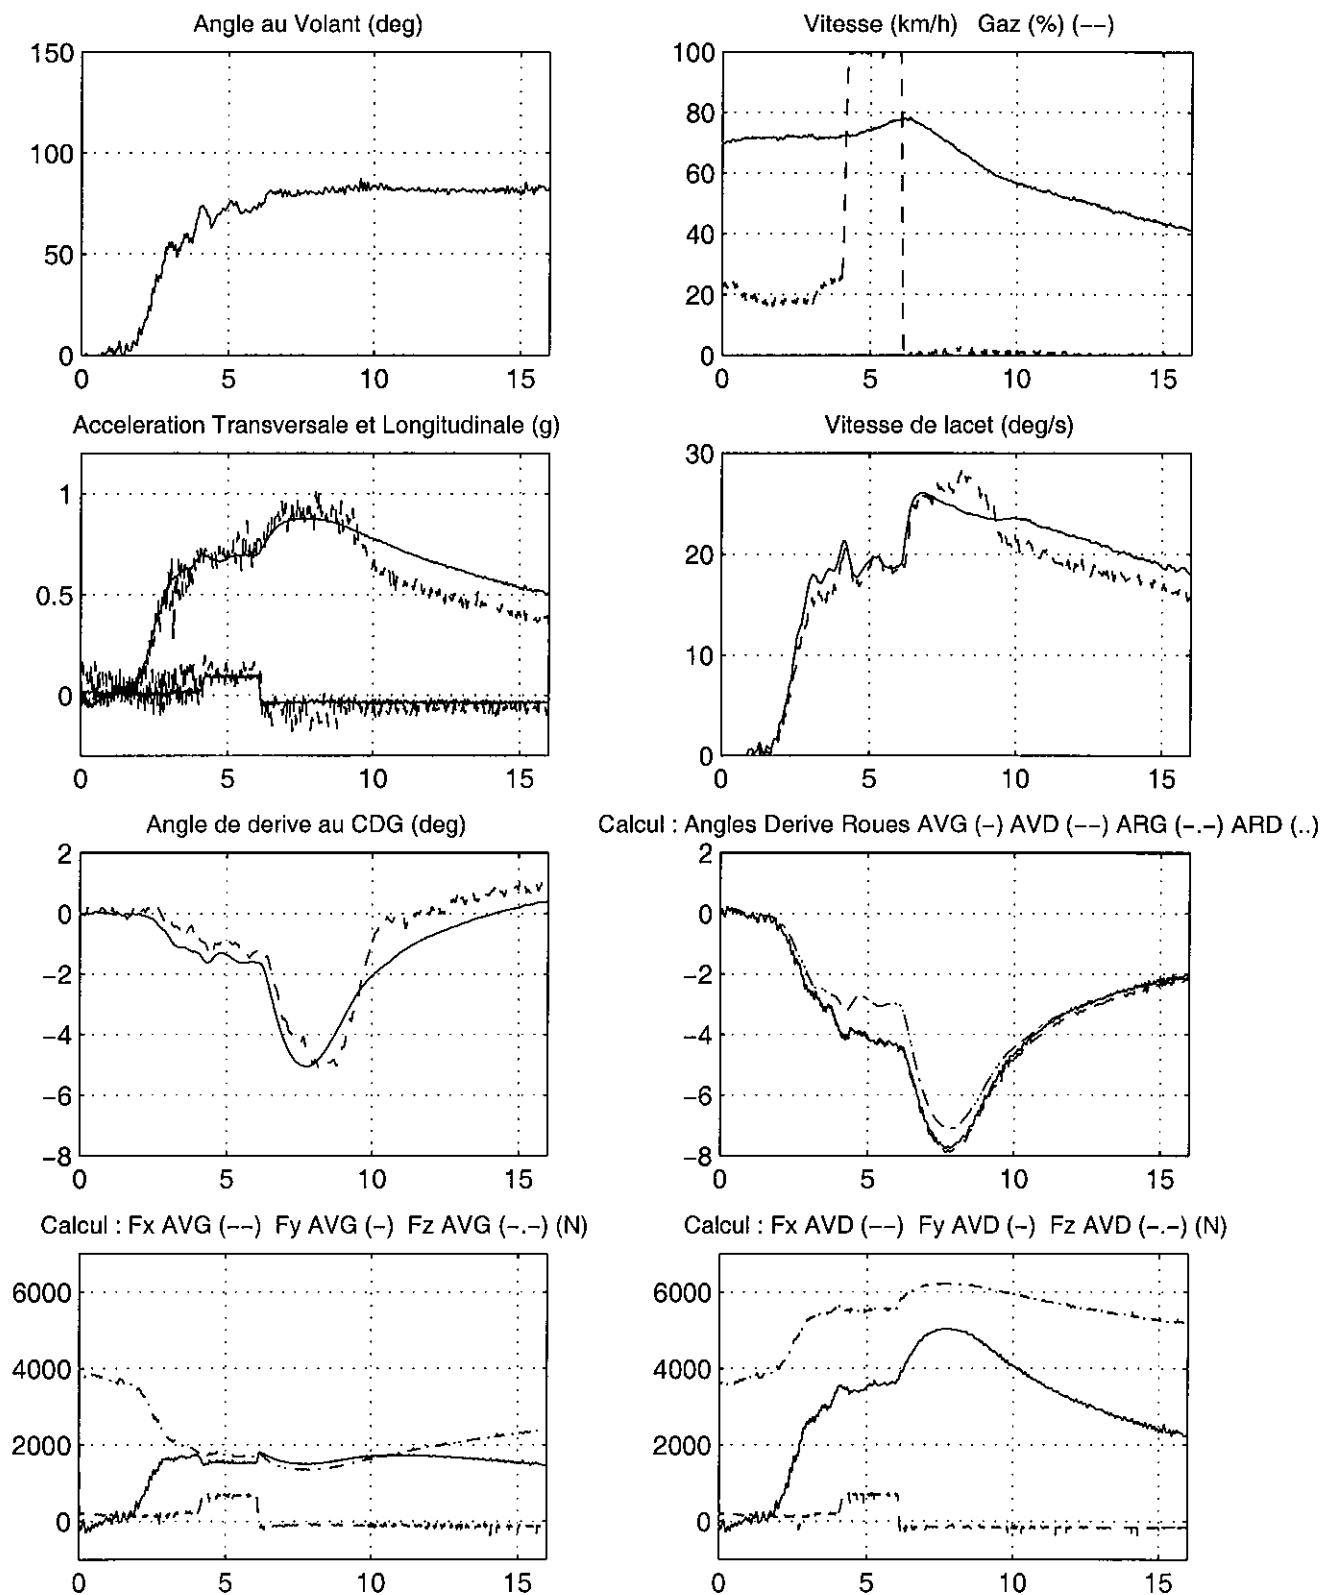 Angle au Volant (deg)
Vitesse (km/h) Gaz (%) (−−)
150
100
50
0
0 5 10 15
100
80
60
40
20
0
0 5 10 15
Acceleration Transversale et Longitudinale (g)
Vitesse de lacet (deg/s)
1
0.5
0
0 5 10 15
30
20
10
0
0 5 10 15
Angle de derive au CDG (deg)
Calcul : Angles Derive Roues AVG (−) AVD (−−) ARG (−.−) ARD (..)
2
0
−2
−4
−6
−8
0 5 10 15
2
0
−2
−4
−6
−8
0 5 10 15
Calcul : Fx AVG (−−) Fy AVG (−) Fz AVG (−.−) (N)
Calcul : Fx AVD (−−) Fy AVD (−) Fz AVD (−.−) (N)
6000
4000
2000
0
0 5 10 15
6000
4000
2000
0
0 5 10 15